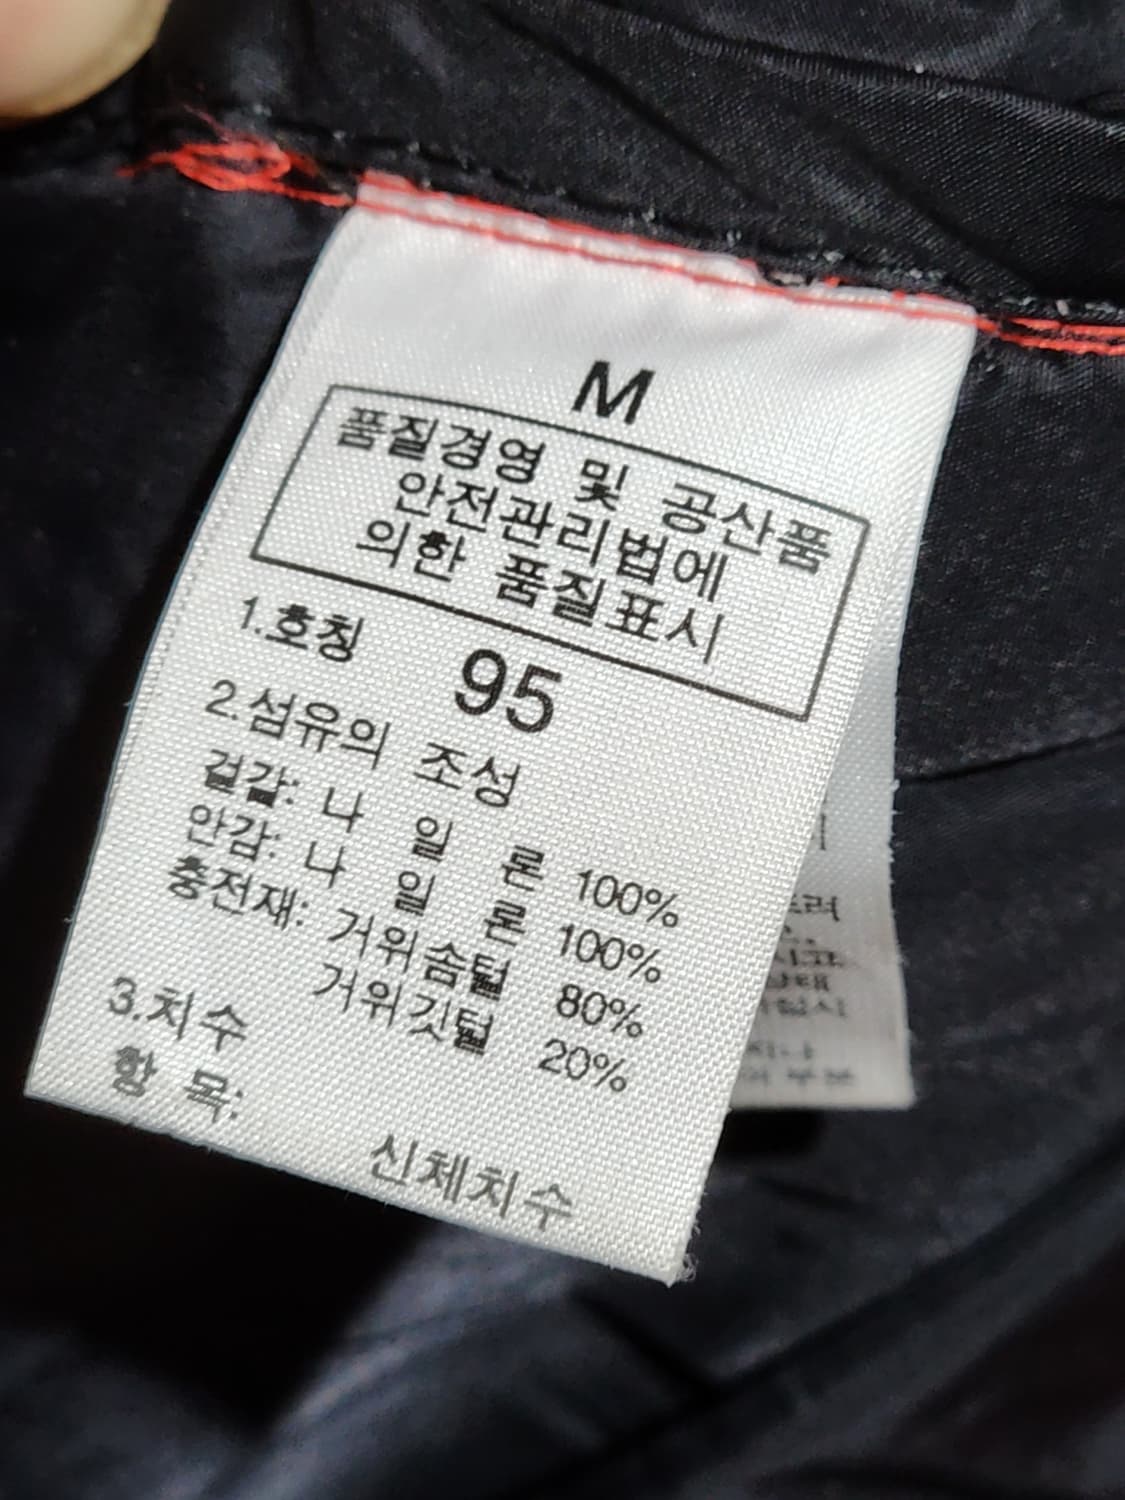 M
품질경영 및 공산품
안전관리법에
의한 품질표시
1.호칭 95
2.섬유의 조성
겉감: 나 일 론 100%
안감: 나 일 론 100%
충전재: 거위솜털 80%
거위깃털 20%
3.치수
항 목:
신체치수